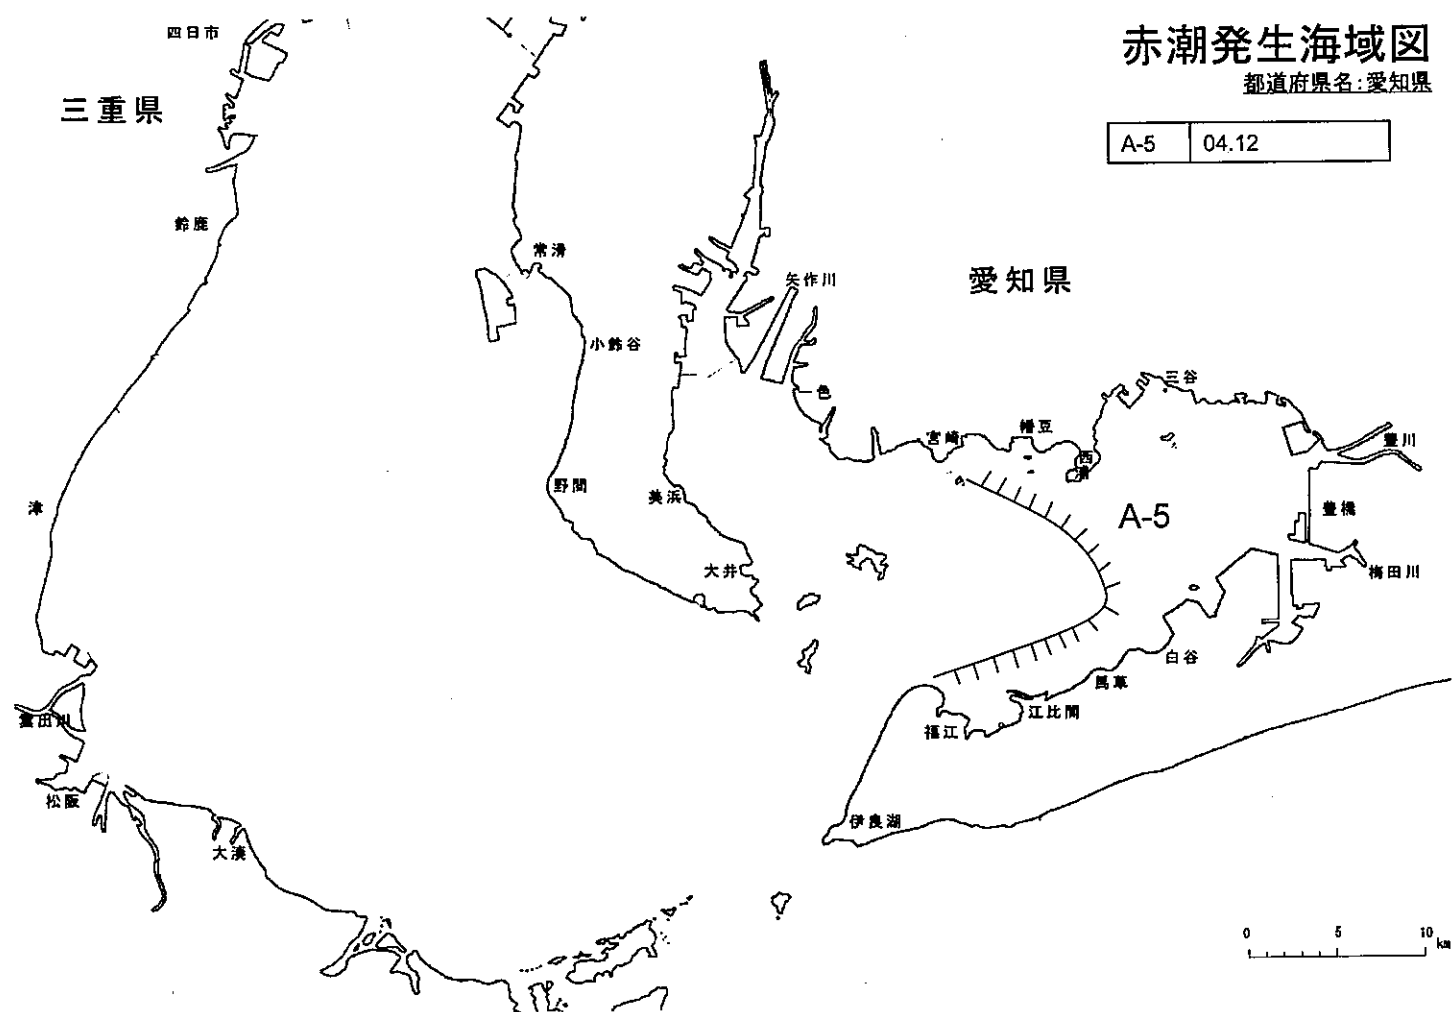 赤潮発生海域図
都道府県名:愛知県
A-5 04.12
四日市
三重県
鈴鹿
常滑
矢作川
愛知県
小鈴谷
三谷
一色
宮崎
幡豆
西浦
豊川
野間
美浜
津
A-5
豊橋
大井
梅田川
白谷
馬草
雲出川
江比間
福江
松阪
伊良湖
大湊
0 5 10 km